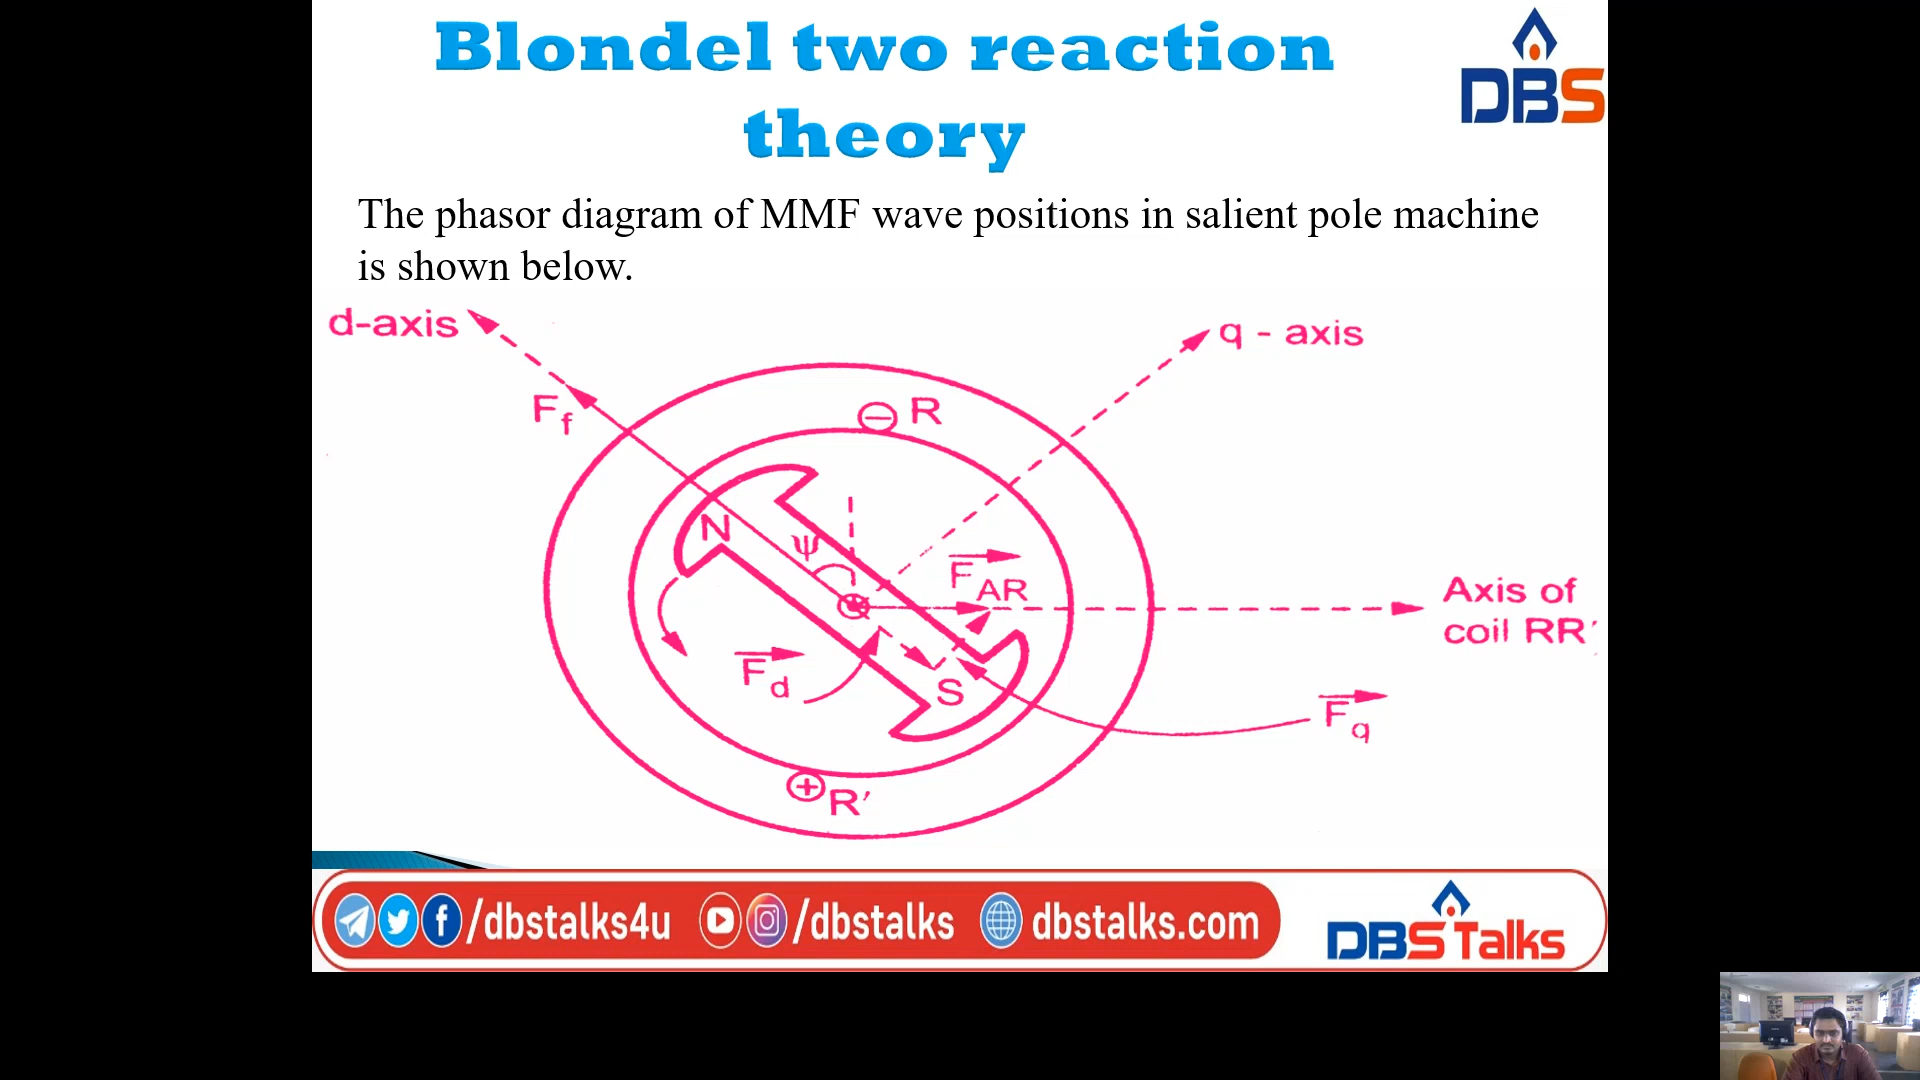 Blondel two reaction
theory
DBS
The phasor diagram of MMF wave positions in salient pole machine
is shown below.
d-axis
q - axis
Ff
R
N
ψ
FAR
Axis of
coil RR′
Fd
S
Fq
R′
/dbstalks4u /dbstalks dbstalks.com
DBS Talks